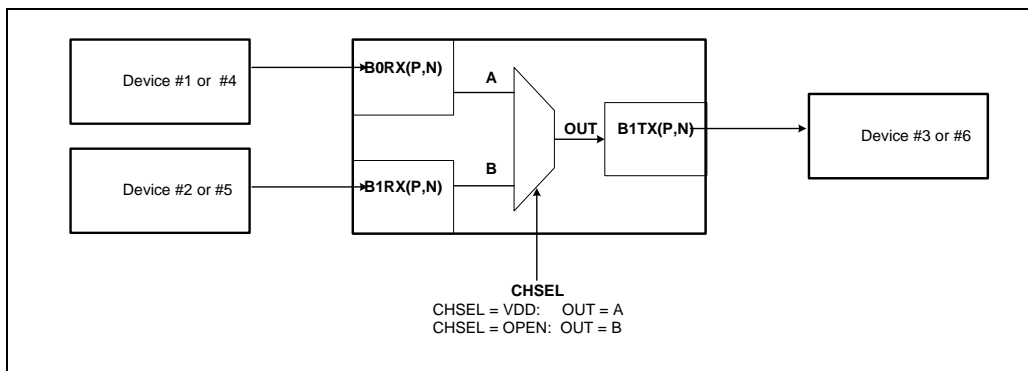 Device #1 or #4
B0RX(P,N)
A
OUT
B1TX(P,N)
Device #3 or #6
Device #2 or #5
B1RX(P,N)
B
CHSEL
CHSEL = VDD: OUT = A
CHSEL = OPEN: OUT = B